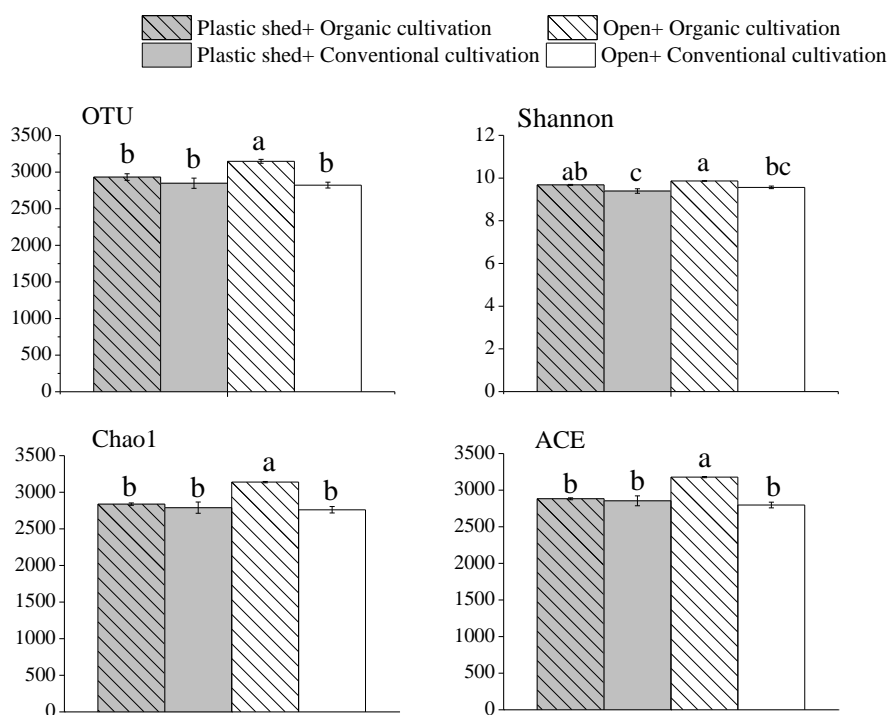 Plastic shed+ Organic cultivation
Open+ Organic cultivation
Plastic shed+ Conventional cultivation
Open+ Conventional cultivation
OTU
3500
3000
2500
2000
1500
1000
500
0
b
b
a
b
Shannon
12
10
8
6
4
2
0
ab
c
a
bc
Chao1
3500
3000
2500
2000
1500
1000
500
0
b
b
a
b
ACE
3500
3000
2500
2000
1500
1000
500
0
b
b
a
b